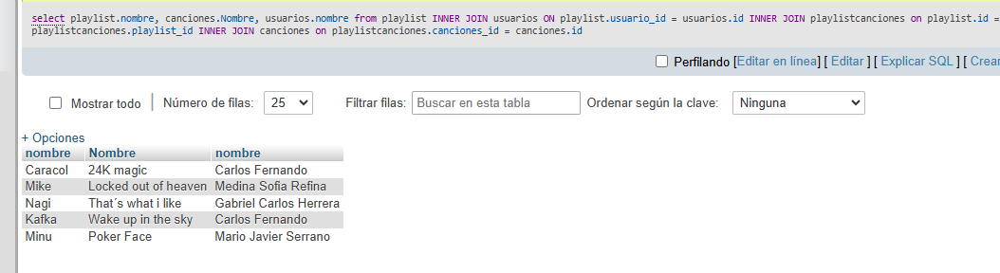 select playlist.nombre, canciones.Nombre, usuarios.nombre from playlist INNER JOIN usuarios ON playlist.usuario_id = usuarios.id INNER JOIN playlistcanciones on playlist.id =
playlistcanciones.playlist_id INNER JOIN canciones on playlistcanciones.canciones_id = canciones.id
Perfilando [Editar en línea] [ Editar ] [ Explicar SQL ] [ Crear
Mostrar todo Número de filas: 25 Filtrar filas: Buscar en esta tabla Ordenar según la clave: Ninguna
+ Opciones
nombre Nombre nombre
Caracol 24K magic Carlos Fernando
Mike Locked out of heaven Medina Sofia Refina
Nagi That´s what i like Gabriel Carlos Herrera
Kafka Wake up in the sky Carlos Fernando
Minu Poker Face Mario Javier Serrano